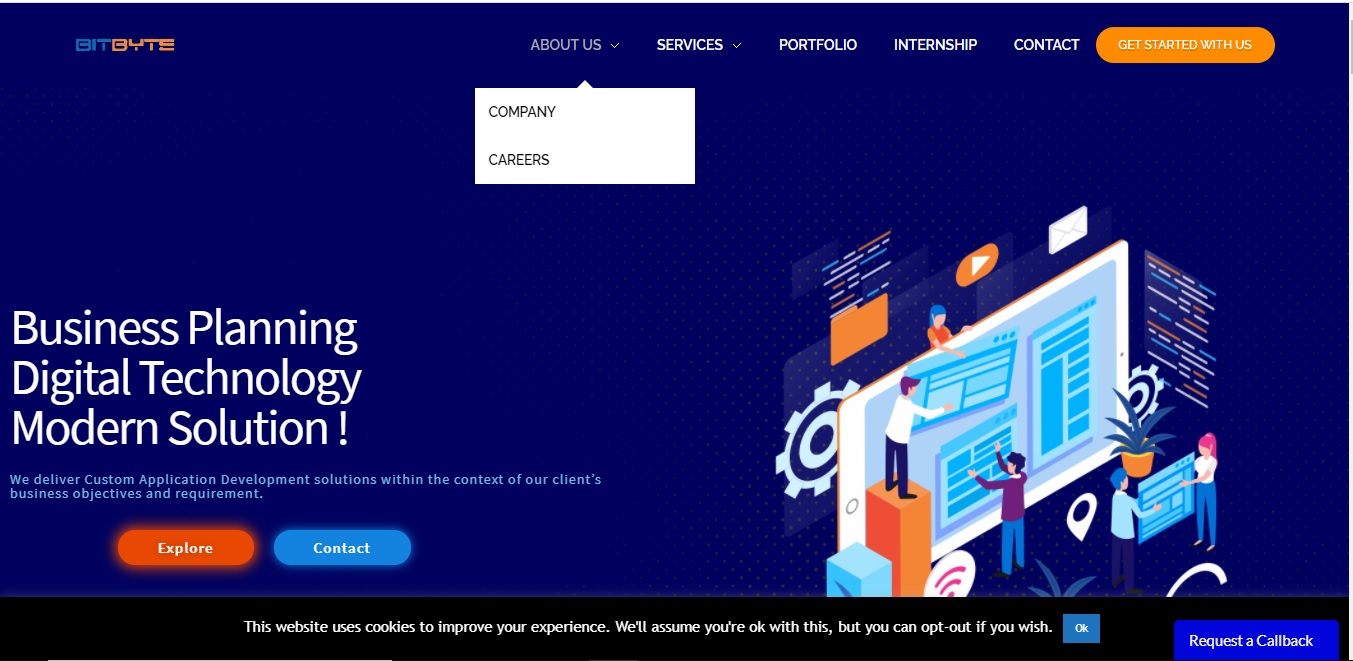 BITBYTE
ABOUT US
SERVICES
PORTFOLIO
INTERNSHIP
CONTACT
GET STARTED WITH US
COMPANY
CAREERS
Business Planning
Digital Technology
Modern Solution !
We deliver Custom Application Development solutions within the context of our client’s
business objectives and requirement.
Explore
Contact
This website uses cookies to improve your experience. We'll assume you're ok with this, but you can opt-out if you wish.
Ok
Request a Callback